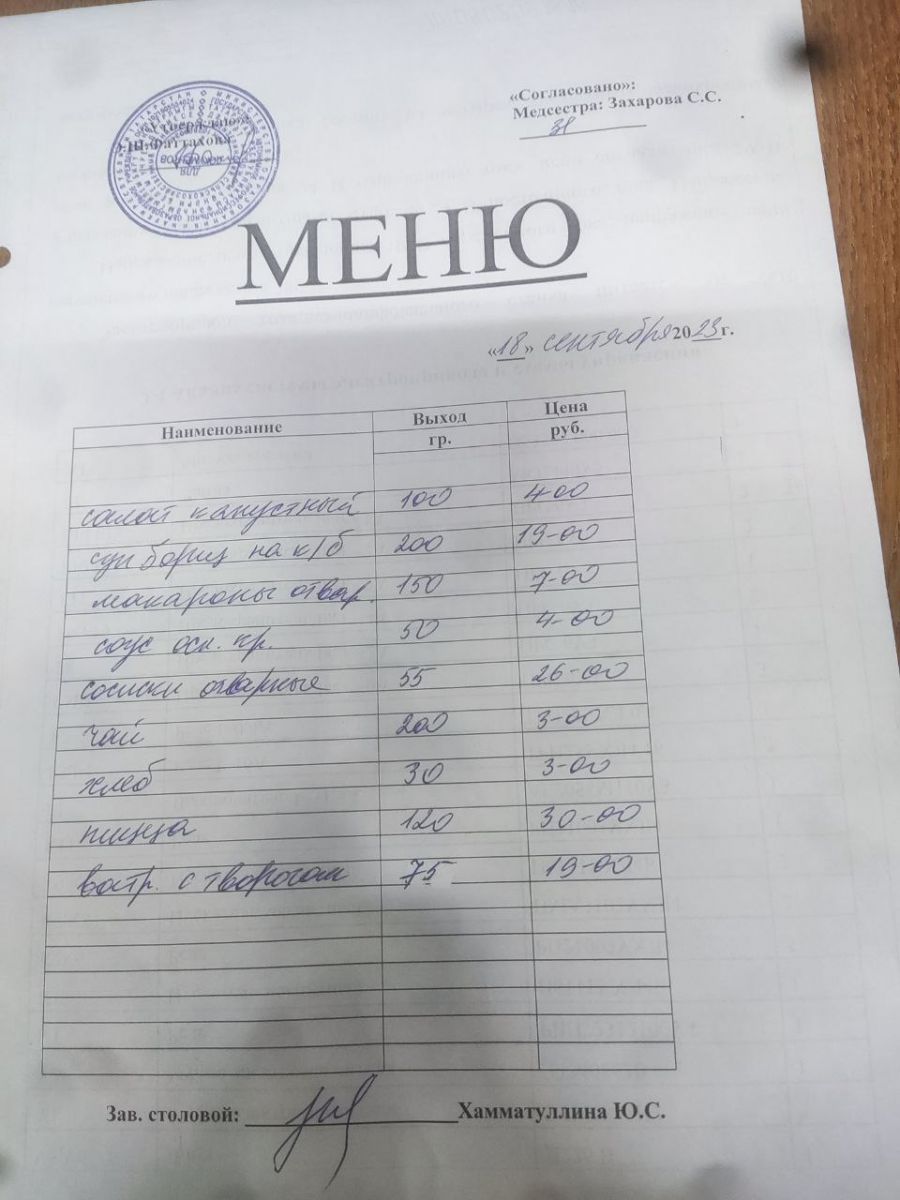 «Утверждаю»
Фаттахова
«Согласовано»:
Медсестра: Захарова С.С.
МЕНЮ
«18» сентября 2023г.
Наименование Выход гр. Цена руб.
салат капустный 100 4-00
суп борщ на к/б 200 19-00
макароны отвар. 150 7-00
соус осн. кр. 50 4-00
сосиски отварные 55 26-00
чай 200 3-00
хлеб 30 3-00
пицца 120 30-00
ватр. с творогом 75 19-00
Зав. столовой: Хамматуллина Ю.С.